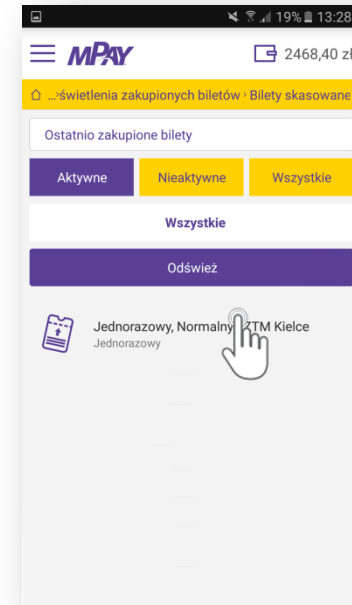 19% 13:28
mPAY 2468,40 zł
...świetlenia zakupionych biletów > Bilety skasowane
Ostatnio zakupione bilety
Aktywne Nieaktywne Wszystkie
Wszystkie
Odśwież
Jednorazowy, Normalny, ZTM Kielce
Jednorazowy